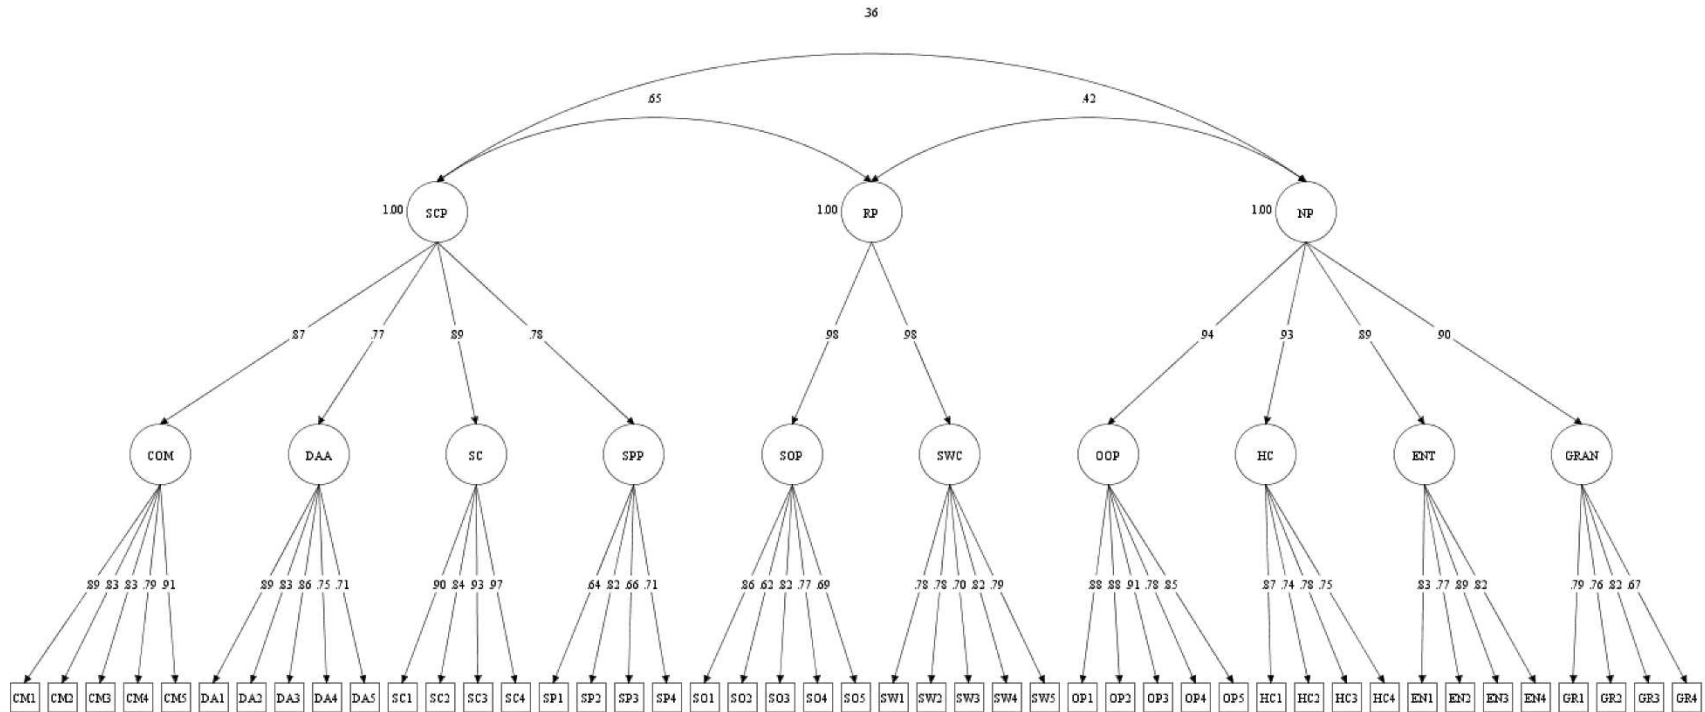 .36
.65 .42
1.00 SCP 1.00 RP 1.00 NP
.87 .77 .89 .78 .98 .98 .94 .93 .89 .90
COM DAA SC SPP SOP SWC OOP HC ENT GRAN
.89 .83 .83 .79 .91 .89 .83 .86 .75 .71 .90 .84 .93 .97 .64 .82 .66 .71 .86 .62 .82 .77 .69 .78 .78 .70 .82 .79 .88 .88 .91 .78 .85 .87 .74 .78 .75 .83 .77 .89 .82 .79 .76 .82 .67
CM1 CM2 CM3 CM4 CM5 DA1 DA2 DA3 DA4 DA5 SC1 SC2 SC3 SC4 SP1 SP2 SP3 SP4 SO1 SO2 SO3 SO4 SO5 SW1 SW2 SW3 SW4 SW5 OP1 OP2 OP3 OP4 OP5 HC1 HC2 HC3 HC4 EN1 EN2 EN3 EN4 GR1 GR2 GR3 GR4